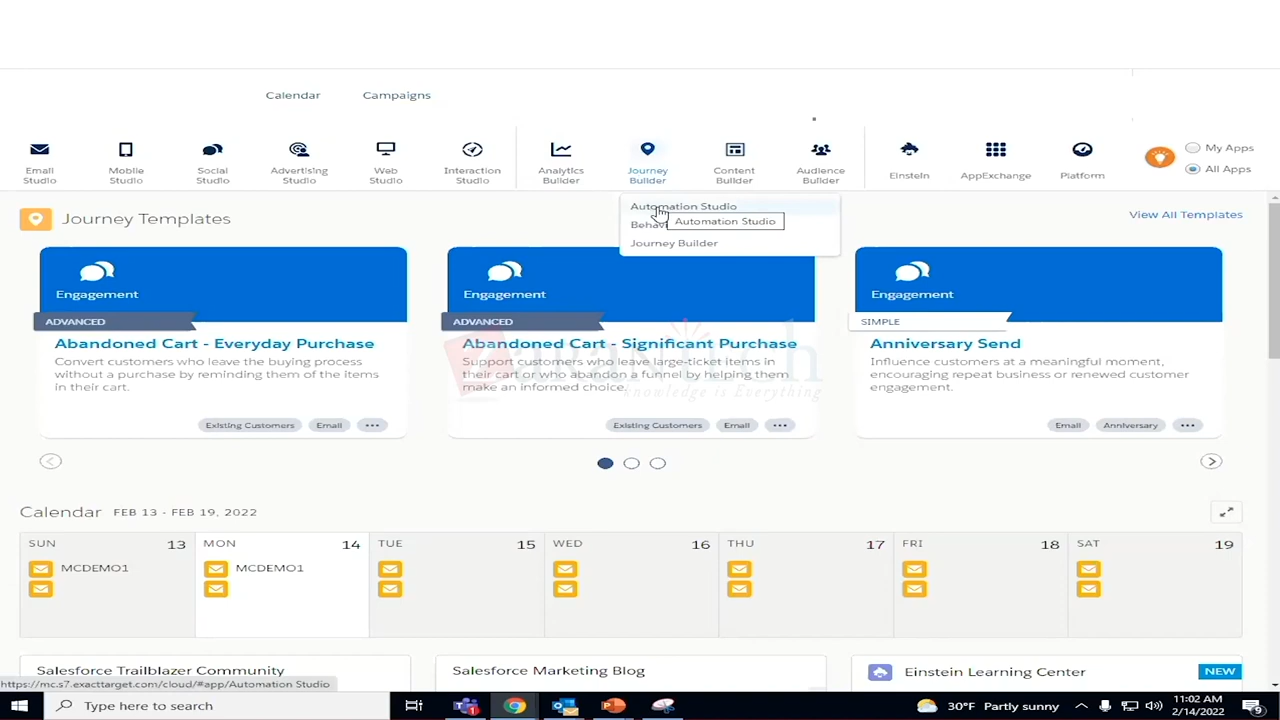 Calendar Campaigns
Email Studio
Mobile Studio
Social Studio
Advertising Studio
Web Studio
Interaction Studio
Analytics Builder
Journey Builder
Content Builder
Audience Builder
Einstein
AppExchange
Platform
My Apps
All Apps
Journey Templates
View All Templates
Automation Studio
Automation Studio
Behavi
Journey Builder
Engagement
ADVANCED
Abandoned Cart - Everyday Purchase
Convert customers who leave the buying process
without a purchase by reminding them of the items
in their cart.
Existing Customers Email •••
Engagement
ADVANCED
Abandoned Cart - Significant Purchase
Support customers who leave large-ticket items in
their cart or who abandon a funnel by helping them
make an informed choice.
Existing Customers Email •••
Engagement
SIMPLE
Anniversary Send
Influence customers at a meaningful moment,
encouraging repeat business or renewed customer
engagement.
Email Anniversary •••
knowledge is Everything
Calendar FEB 13 - FEB 19, 2022
SUN 13 MON 14 TUE 15 WED 16 THU 17 FRI 18 SAT 19
MCDEMO1 MCDEMO1
Salesforce Trailblazer Community
Salesforce Marketing Blog
Einstein Learning Center NEW
https://mc.s7.exacttarget.com/cloud/#app/Automation Studio
Type here to search
30°F Partly sunny
11:02 AM
2/14/2022